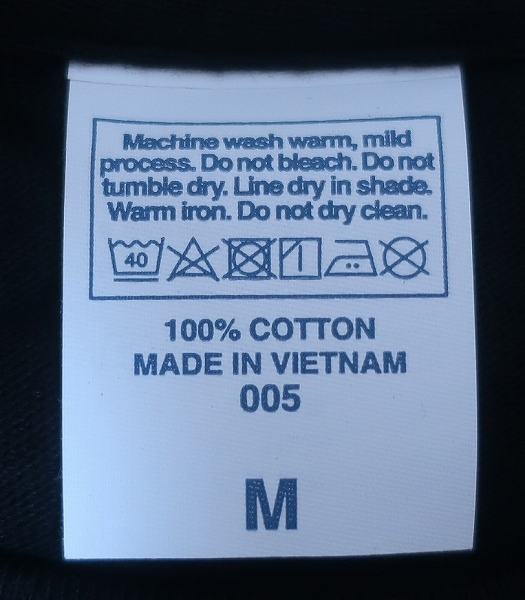 Machine wash warm, mild
process. Do not bleach. Do not
tumble dry. Line dry in shade.
Warm iron. Do not dry clean.
40
100% COTTON
MADE IN VIETNAM
005
M